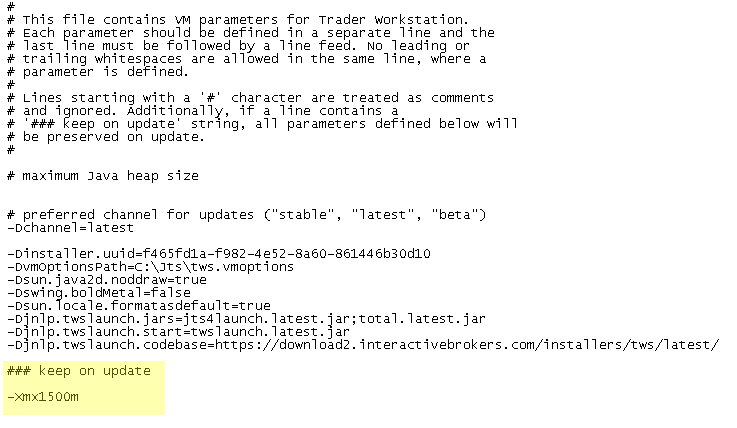 #
# This file contains VM parameters for Trader Workstation.
# Each parameter should be defined in a separate line and the
# last line must be followed by a line feed. No leading or
# trailing whitespaces are allowed in the same line, where a
# parameter is defined.
#
# Lines starting with a '#' character are treated as comments
# and ignored. Additionally, if a line contains a
# '### keep on update' string, all parameters defined below will
# be preserved on update.
#
# maximum Java heap size
# preferred channel for updates ("stable", "latest", "beta")
-Dchannel=latest
-Dinstaller.uuid=f465fd1a-f982-4e52-8a60-861446b30d10
-DvmOptionsPath=C:\Jts\tws.vmoptions
-Dsun.java2d.noddraw=true
-Dswing.boldMetal=false
-Dsun.locale.formatasdefault=true
-Djnlp.twslaunch.jars=jts4launch.latest.jar;total.latest.jar
-Djnlp.twslaunch.start=twslaunch.latest.jar
-Djnlp.twslaunch.codebase=https://download2.interactivebrokers.com/installers/tws/latest/
### keep on update
-Xmx1500m